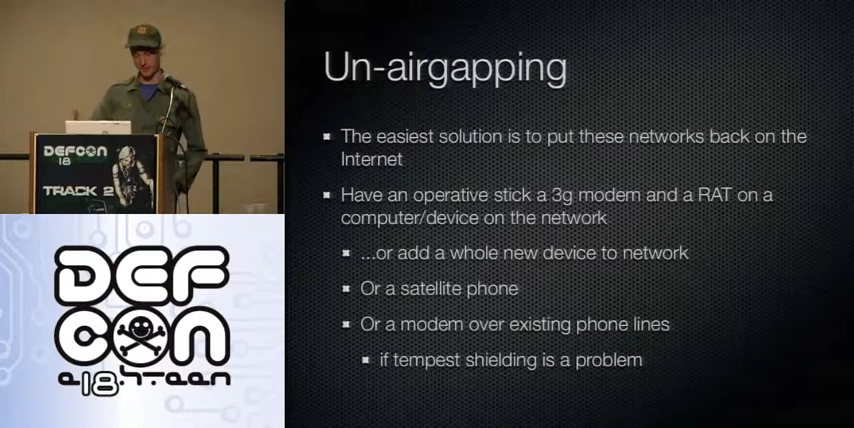 DEFCON
18
TRACK 2
DEF
CON
e18hteen
Un-airgapping
The easiest solution is to put these networks back on the
Internet
Have an operative stick a 3g modem and a RAT on a
computer/device on the network
...or add a whole new device to network
Or a satellite phone
Or a modem over existing phone lines
if tempest shielding is a problem